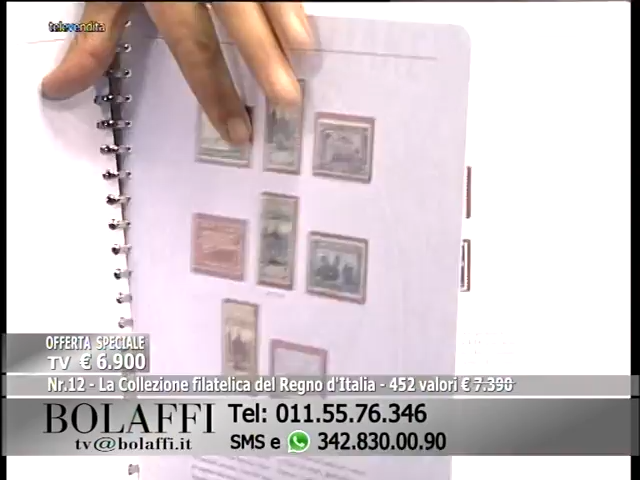 televendita
OFFERTA SPECIALE
TV € 6.900
Nr.12 - La Collezione filatelica del Regno d'Italia - 452 valori € 7.390
BOLAFFI Tel: 011.55.76.346
tv@bolaffi.it SMS e 342.830.00.90